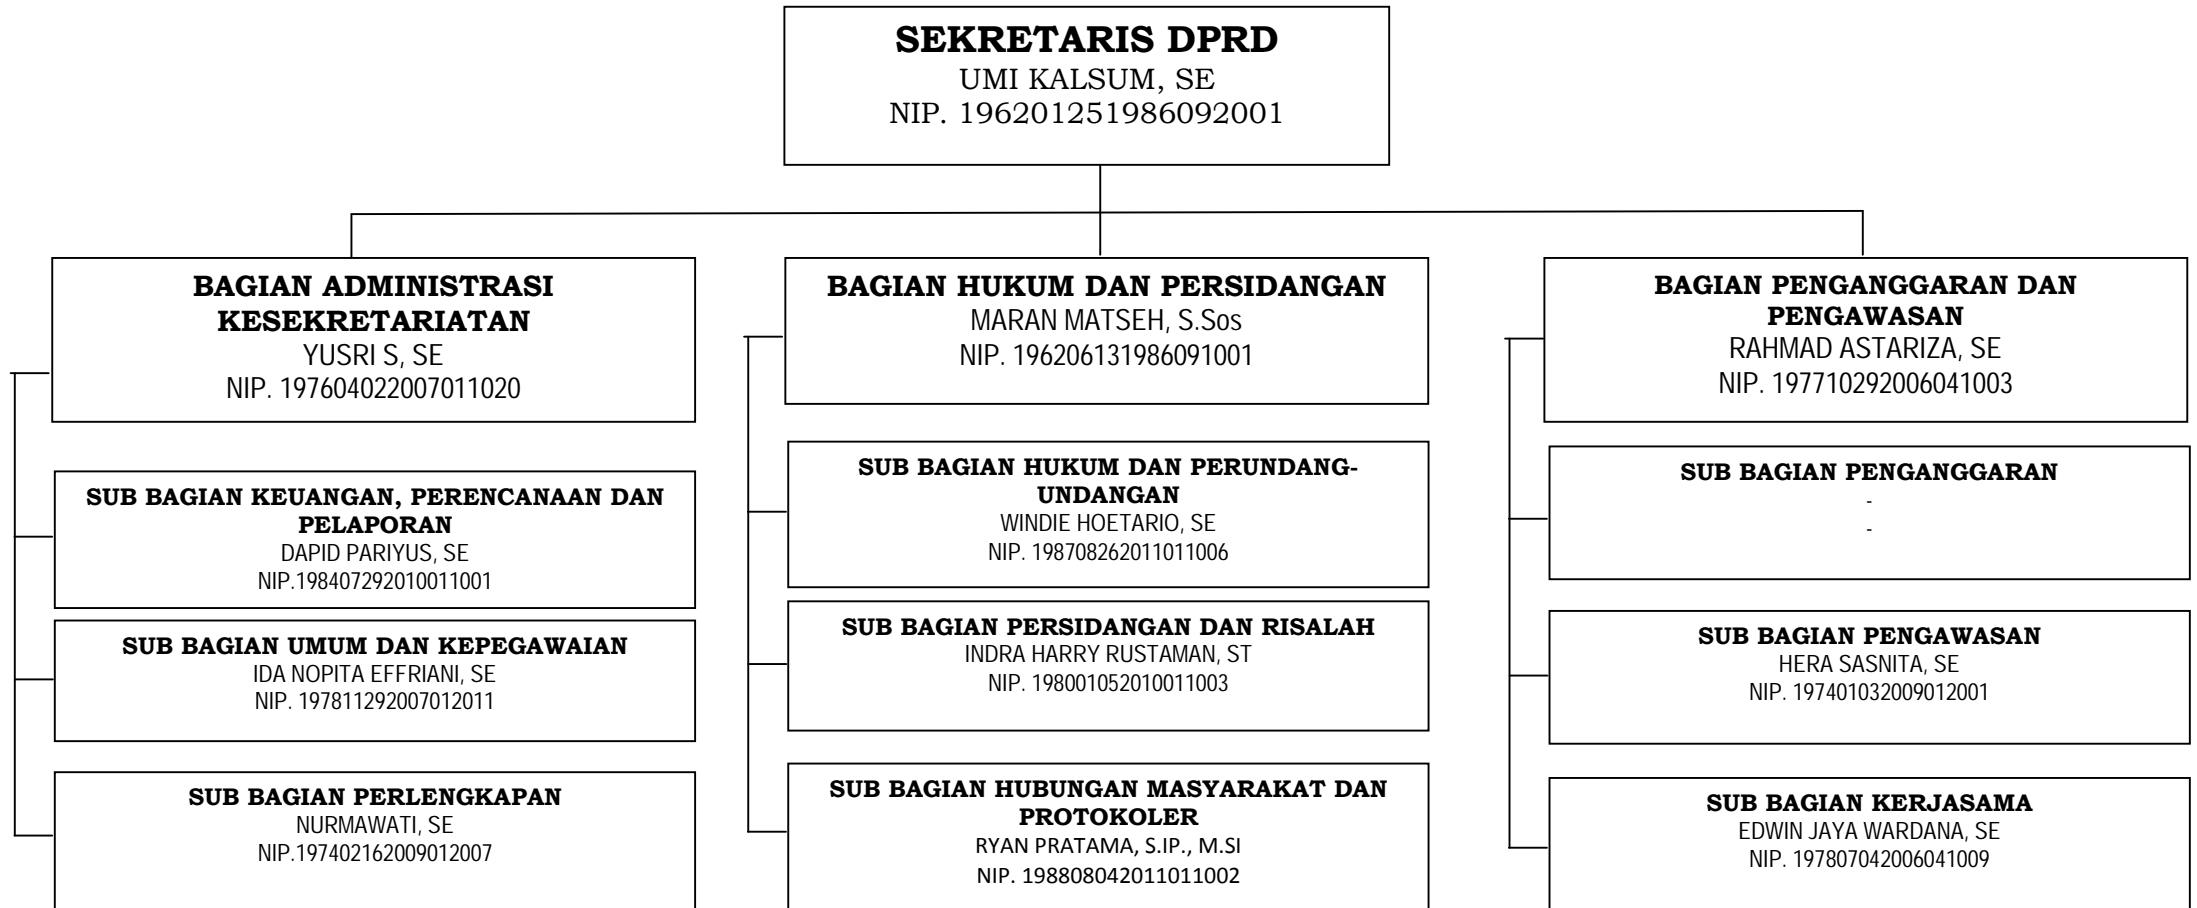 SEKRETARIS DPRD
UMI KALSUM, SE
NIP. 196201251986092001
BAGIAN ADMINISTRASI
KESEKRETARIATAN
YUSRI S, SE
NIP. 197604022007011020
SUB BAGIAN KEUANGAN, PERENCANAAN DAN
PELAPORAN
DAPID PARIYUS, SE
NIP.198407292010011001
SUB BAGIAN UMUM DAN KEPEGAWAIAN
IDA NOPITA EFFRIANI, SE
NIP. 197811292007012011
SUB BAGIAN PERLENGKAPAN
NURMAWATI, SE
NIP.197402162009012007
BAGIAN HUKUM DAN PERSIDANGAN
MARAN MATSEH, S.Sos
NIP. 196206131986091001
SUB BAGIAN HUKUM DAN PERUNDANG-
UNDANGAN
WINDIE HOETARIO, SE
NIP. 198708262011011006
SUB BAGIAN PERSIDANGAN DAN RISALAH
INDRA HARRY RUSTAMAN, ST
NIP. 198001052010011003
SUB BAGIAN HUBUNGAN MASYARAKAT DAN
PROTOKOLER
RYAN PRATAMA, S.IP., M.SI
NIP. 198808042011011002
BAGIAN PENGANGGARAN DAN
PENGAWASAN
RAHMAD ASTARIZA, SE
NIP. 197710292006041003
SUB BAGIAN PENGANGGARAN
-
-
SUB BAGIAN PENGAWASAN
HERA SASNITA, SE
NIP. 197401032009012001
SUB BAGIAN KERJASAMA
EDWIN JAYA WARDANA, SE
NIP. 197807042006041009